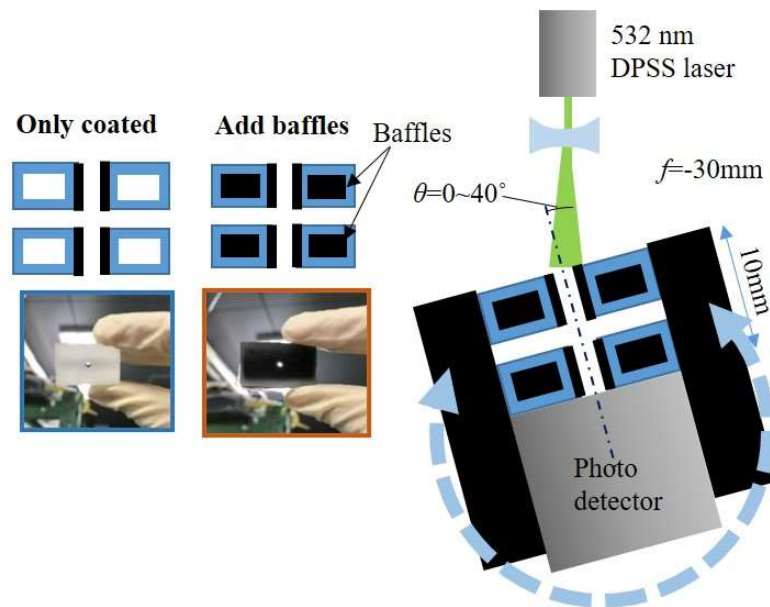 532 nm
DPSS laser
Only coated
Add baffles
Baffles
f=-30mm
θ=0~40°
10mm
Photo
detector